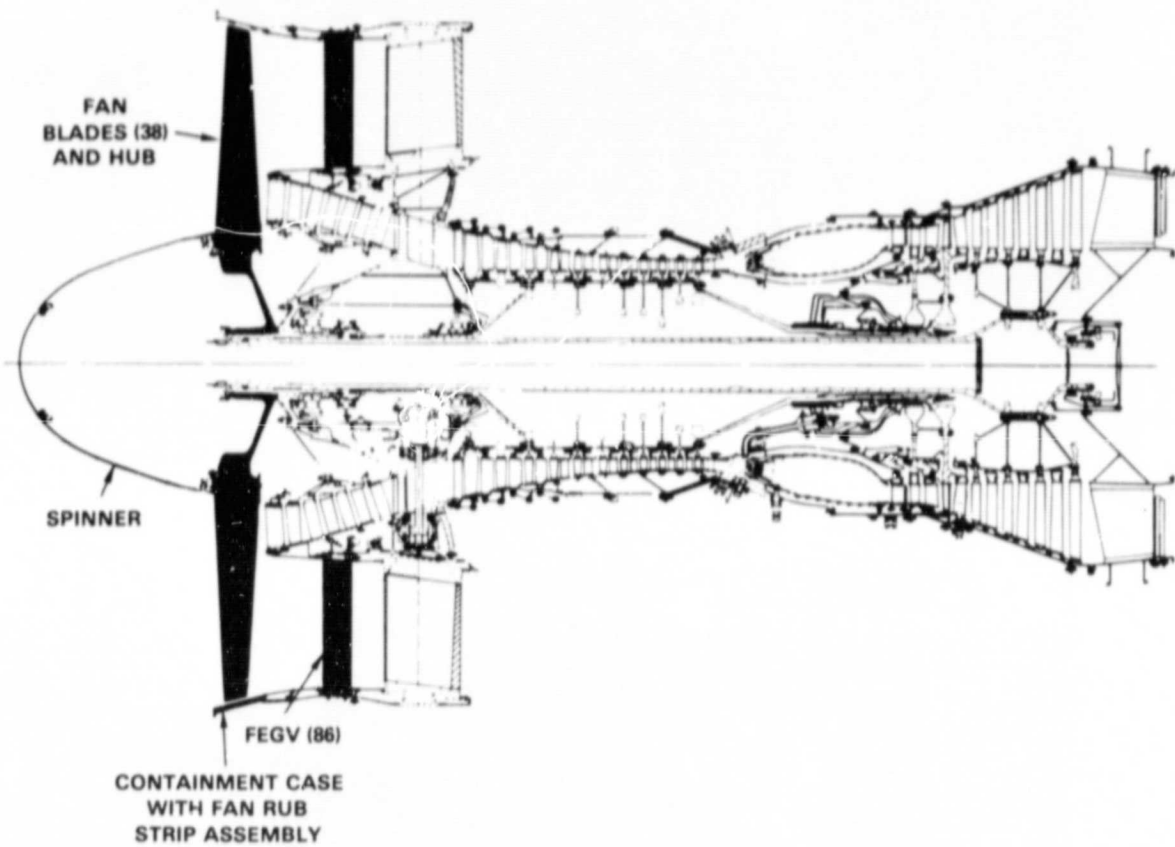 FAN
BLADES (38)
AND HUB
SPINNER
FEGV (86)
CONTAINMENT CASE
WITH FAN RUB
STRIP ASSEMBLY